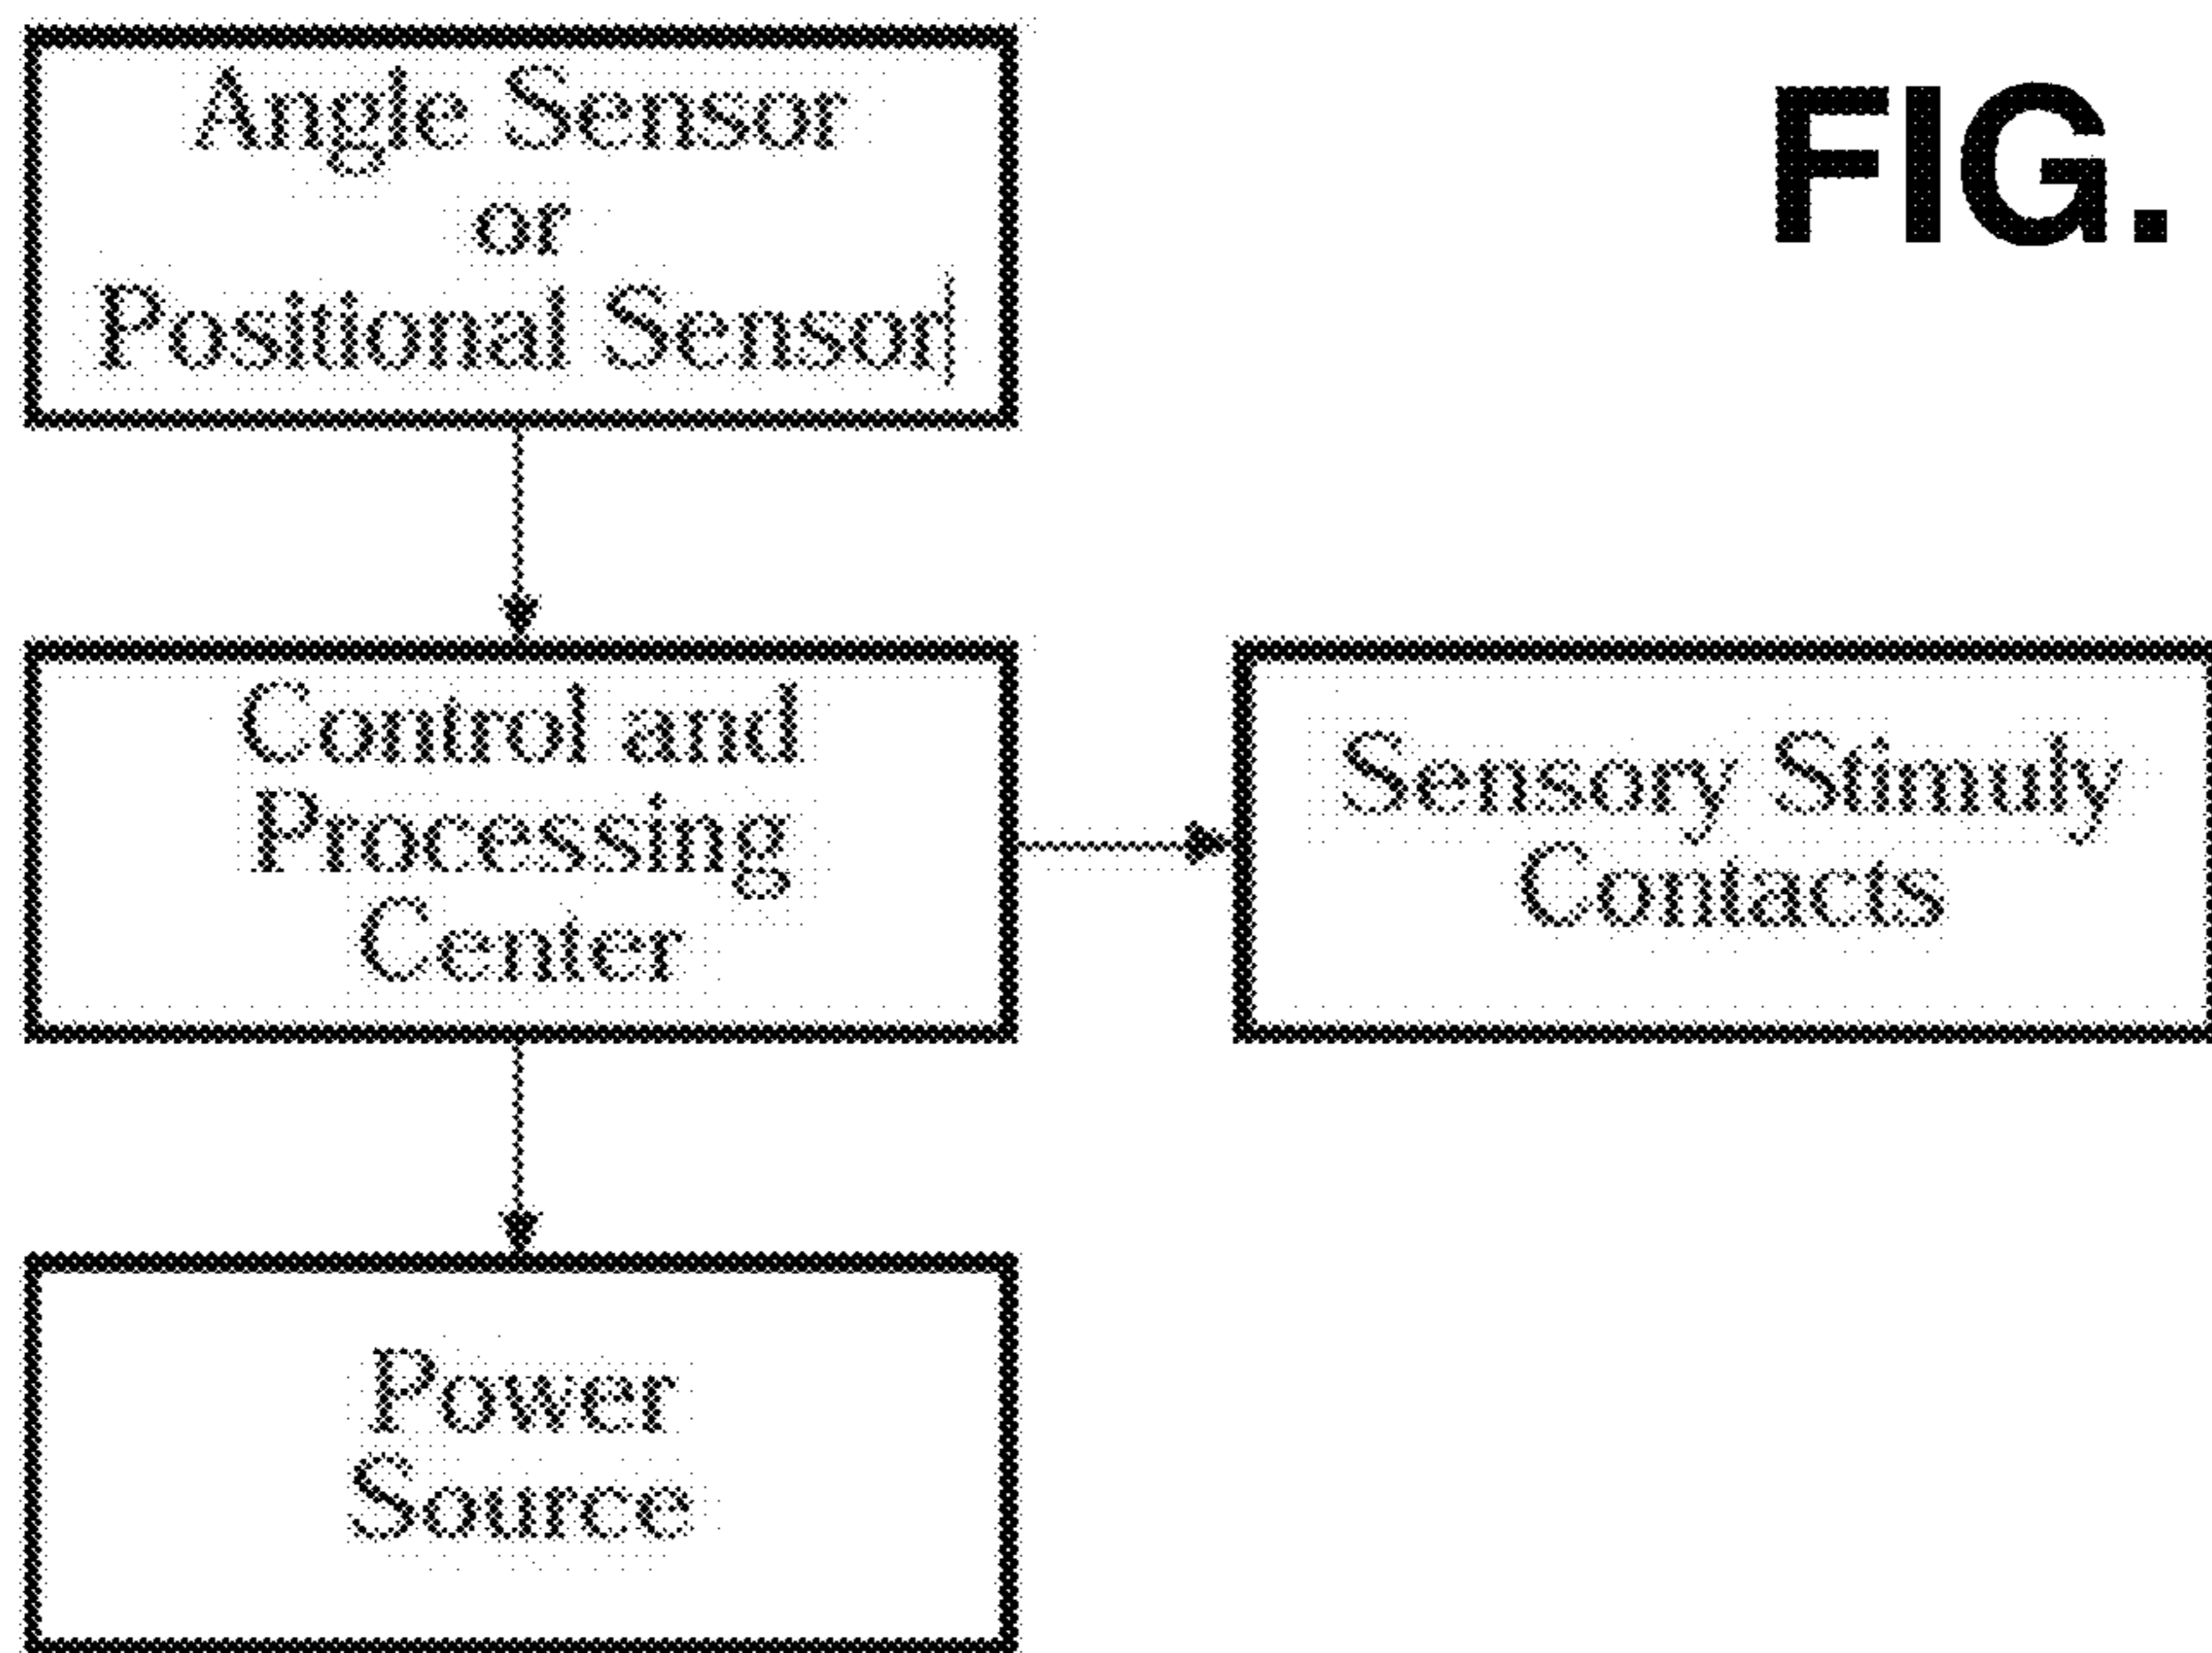 Angle Sensor
or
Positional Sensor
FIG.
Control and
Processing
Center
Sensory Stimuly
Contacts
Power
Source